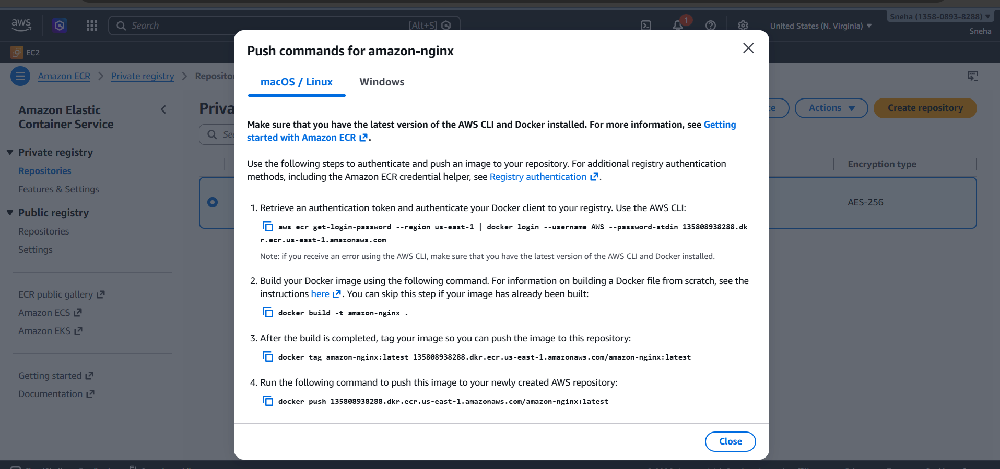 aws
Search
[Alt+S]
1
United States (N. Virginia)
Sneha (1358-0893-8288)
Sneha
EC2
Amazon ECR
Private registry
Amazon Elastic
Container Service
Private registry
Repositories
Features & Settings
Public registry
Repositories
Settings
ECR public gallery
Amazon ECS
Amazon EKS
Getting started
Documentation
Actions
Create repository
Encryption type
AES-256
Push commands for amazon-nginx
macOS / Linux
Windows
Make sure that you have the latest version of the AWS CLI and Docker installed. For more information, see Getting
started with Amazon ECR .
Use the following steps to authenticate and push an image to your repository. For additional registry authentication
methods, including the Amazon ECR credential helper, see Registry authentication .
1. Retrieve an authentication token and authenticate your Docker client to your registry. Use the AWS CLI:
aws ecr get-login-password --region us-east-1 | docker login --username AWS --password-stdin 135808938288.dk
r.ecr.us-east-1.amazonaws.com
Note: if you receive an error using the AWS CLI, make sure that you have the latest version of the AWS CLI and Docker installed.
2. Build your Docker image using the following command. For information on building a Docker file from scratch, see the
instructions here . You can skip this step if your image has already been built:
docker build -t amazon-nginx .
3. After the build is completed, tag your image so you can push the image to this repository:
docker tag amazon-nginx:latest 135808938288.dkr.ecr.us-east-1.amazonaws.com/amazon-nginx:latest
4. Run the following command to push this image to your newly created AWS repository:
docker push 135808938288.dkr.ecr.us-east-1.amazonaws.com/amazon-nginx:latest
Close